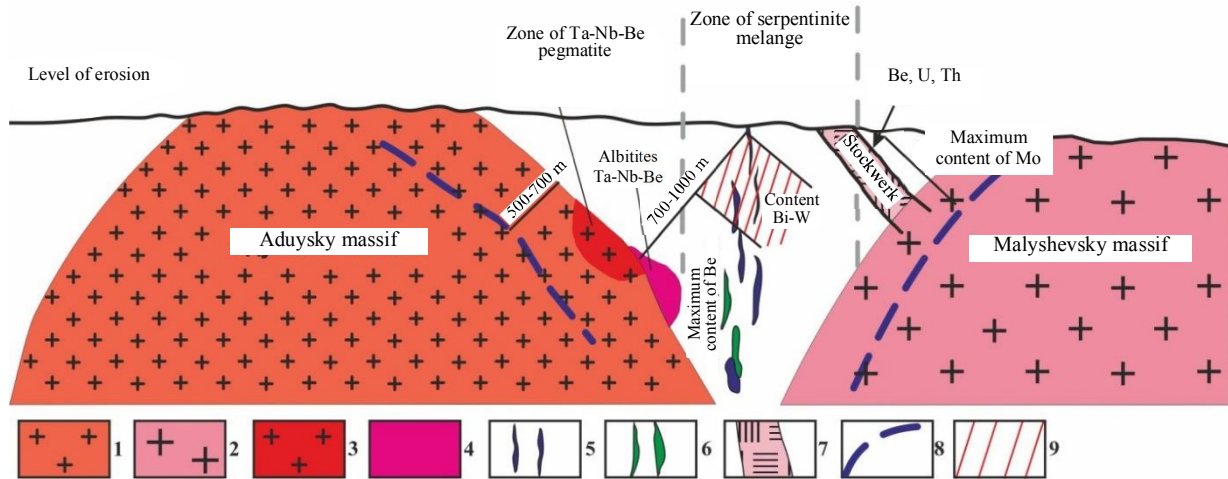 Zone of serpentinite
melange
Zone of Ta-Nb-Be
pegmatite
Level of erosion
Be, U, Th
Albitites
Ta-Nb-Be
Maximum
content of Mo
500-700 m
700-1000 m
Stockwerk
Content
Bi-W
Aduysky massif
Malyshevsky massif
Maximum
content of Be
1
2
3
4
5
6
7
8
9